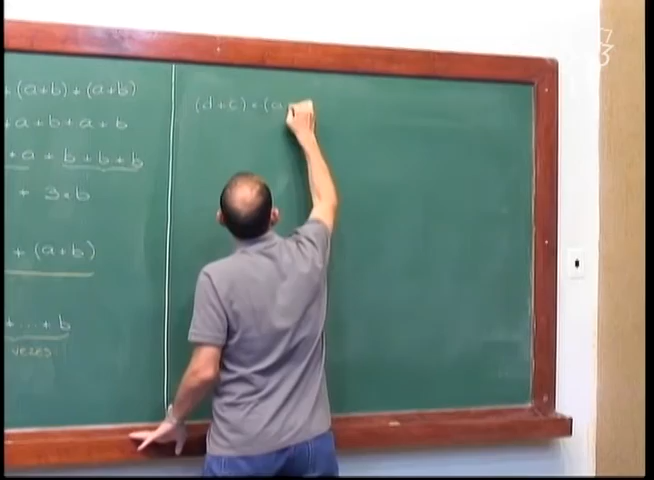 + (a+b) + (a+b)
+ a + b + a + b
+ a + b + b + b
+ 3 • b
+ (a+b)
+ ... + b
vezes
(d+c) • (a